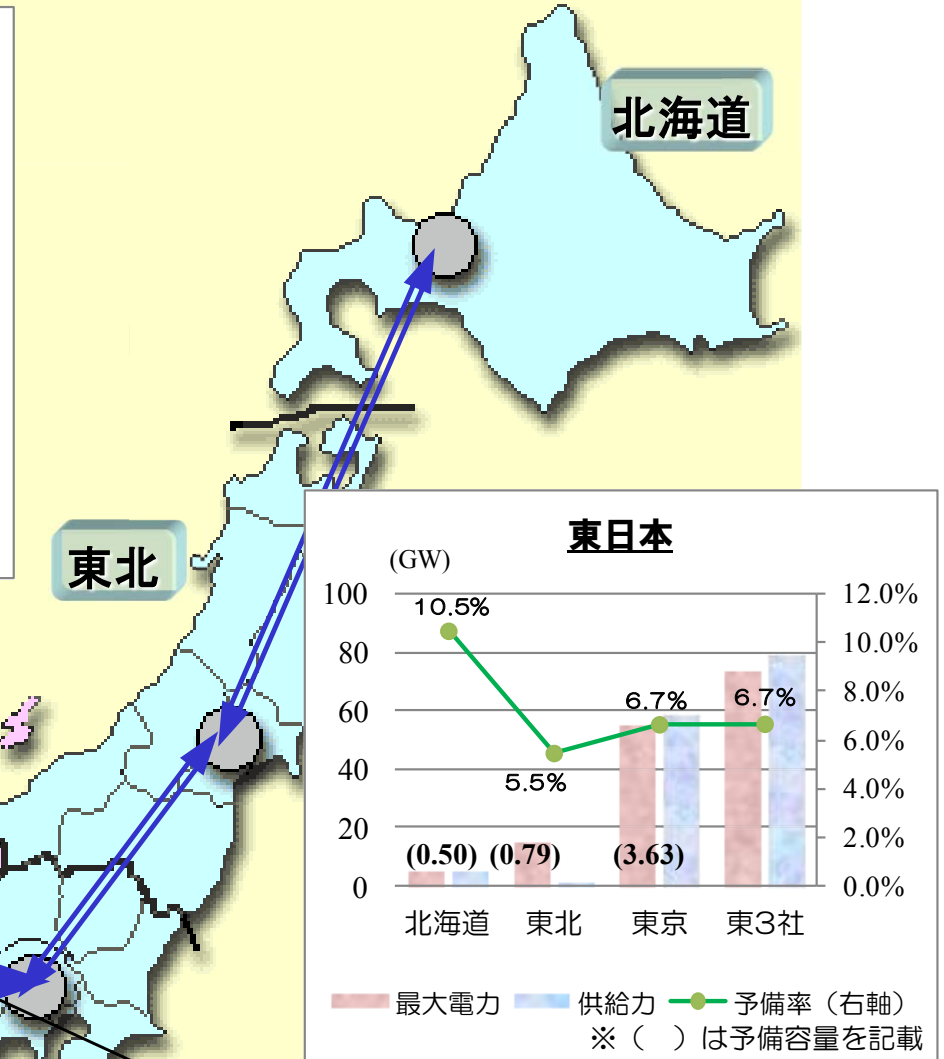 北海道
東北
東日本
(GW)
100
80
60
40
20
0
12.0%
10.0%
8.0%
6.0%
4.0%
2.0%
0.0%
10.5%
5.5%
6.7%
6.7%
(0.50) (0.79) (3.63)
北海道 東北 東京 東3社
最大電力 供給力 予備率（右軸）
※（　）は予備容量を記載